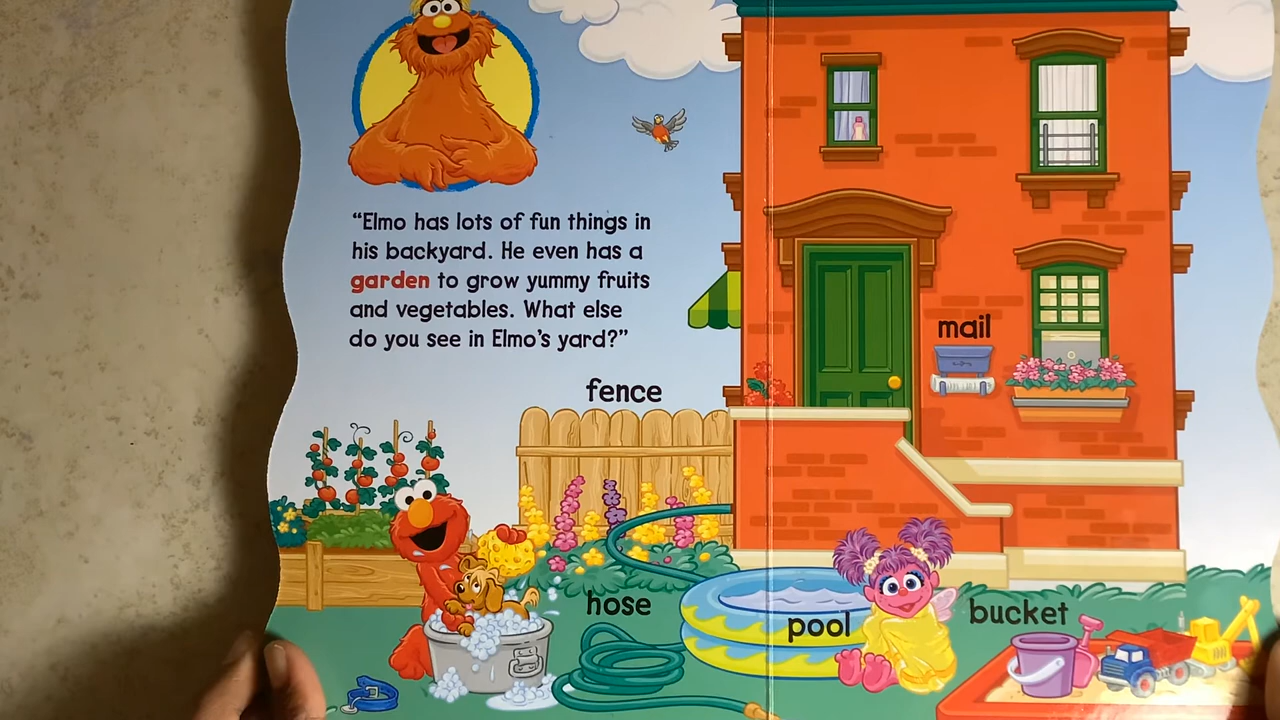 “Elmo has lots of fun things in
his backyard. He even has a
garden to grow yummy fruits
and vegetables. What else
do you see in Elmo’s yard?”
mail
fence
hose
pool
bucket